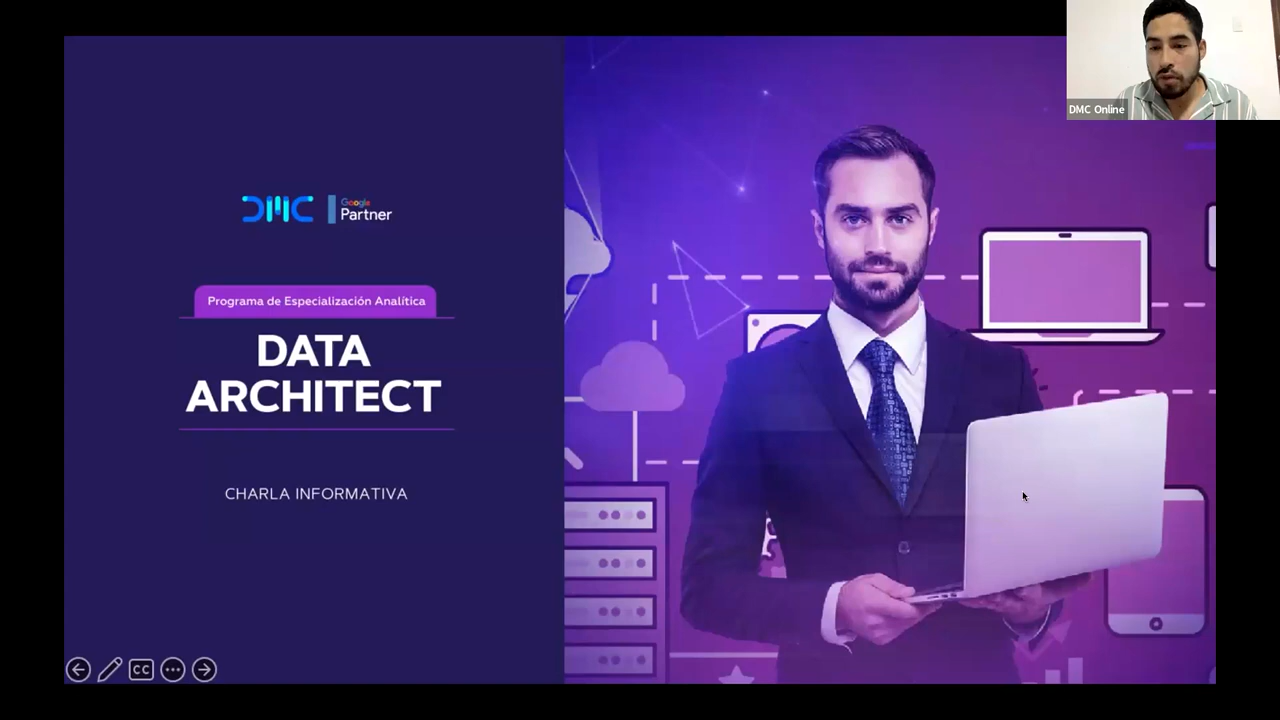 DMC Online
DMC
Google
Partner
Programa de Especialización Analítica
DATA
ARCHITECT
CHARLA INFORMATIVA
CC